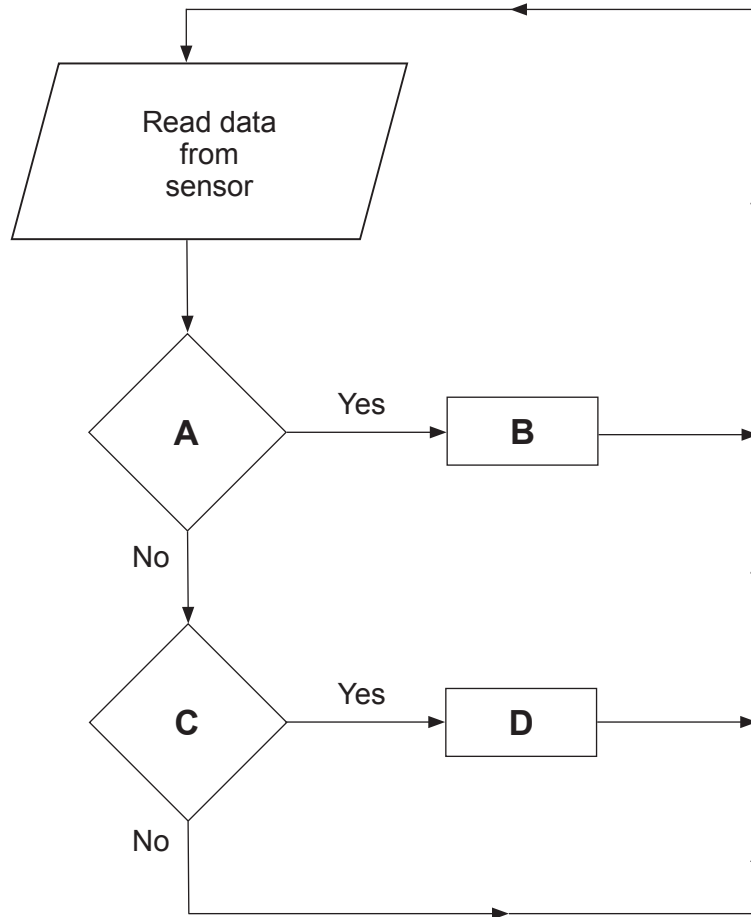 Read data
from
sensor
A
Yes
B
No
C
Yes
D
No